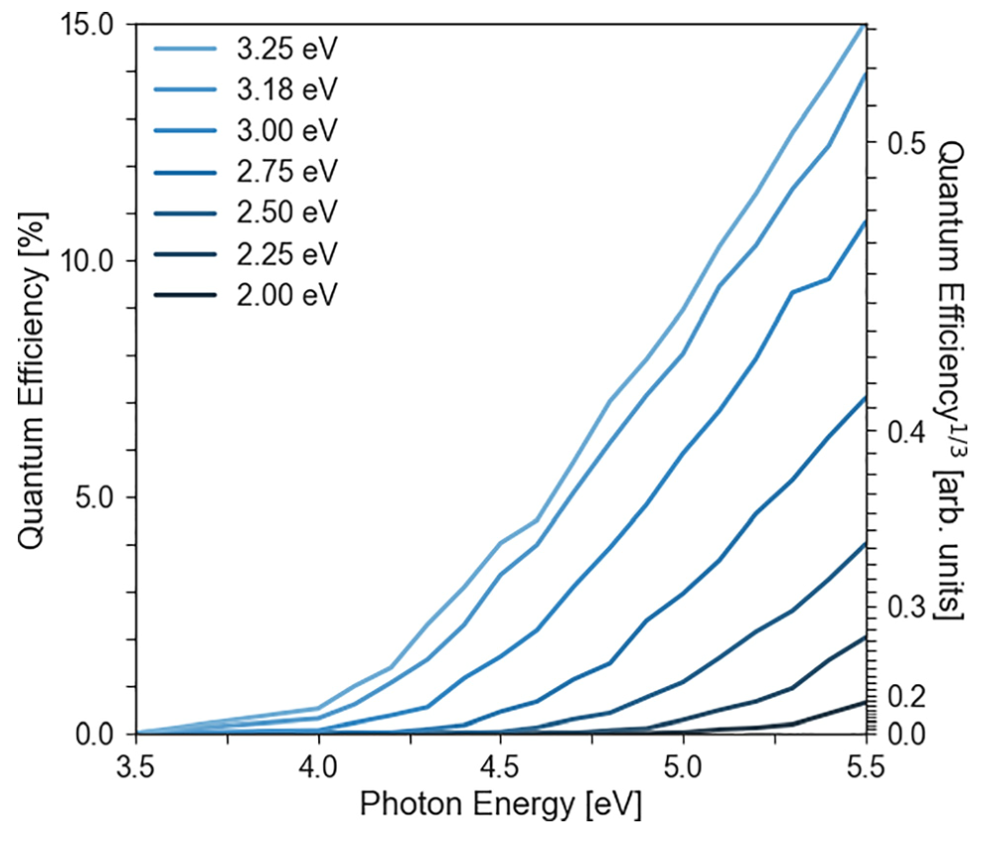 15.0
10.0
5.0
0.0
Quantum Efficiency [%]
3.25 eV
3.18 eV
3.00 eV
2.75 eV
2.50 eV
2.25 eV
2.00 eV
0.5
0.4
0.3
0.2
0.0
Quantum Efficiency^1/3 [arb. units]
3.5 4.0 4.5 5.0 5.5
Photon Energy [eV]